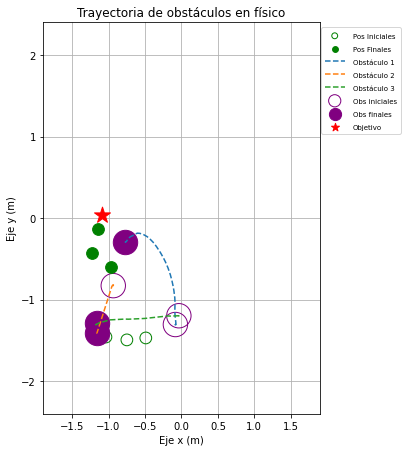 Trayectoria de obstáculos en físico
Pos Iniciales
Pos Finales
Obstáculo 1
Obstáculo 2
Obstáculo 3
Obs iniciales
Obs finales
Objetivo
Eje y (m)
2
1
0
−1
−2
−1.5
−1.0
−0.5
0.0
0.5
1.0
1.5
Eje x (m)